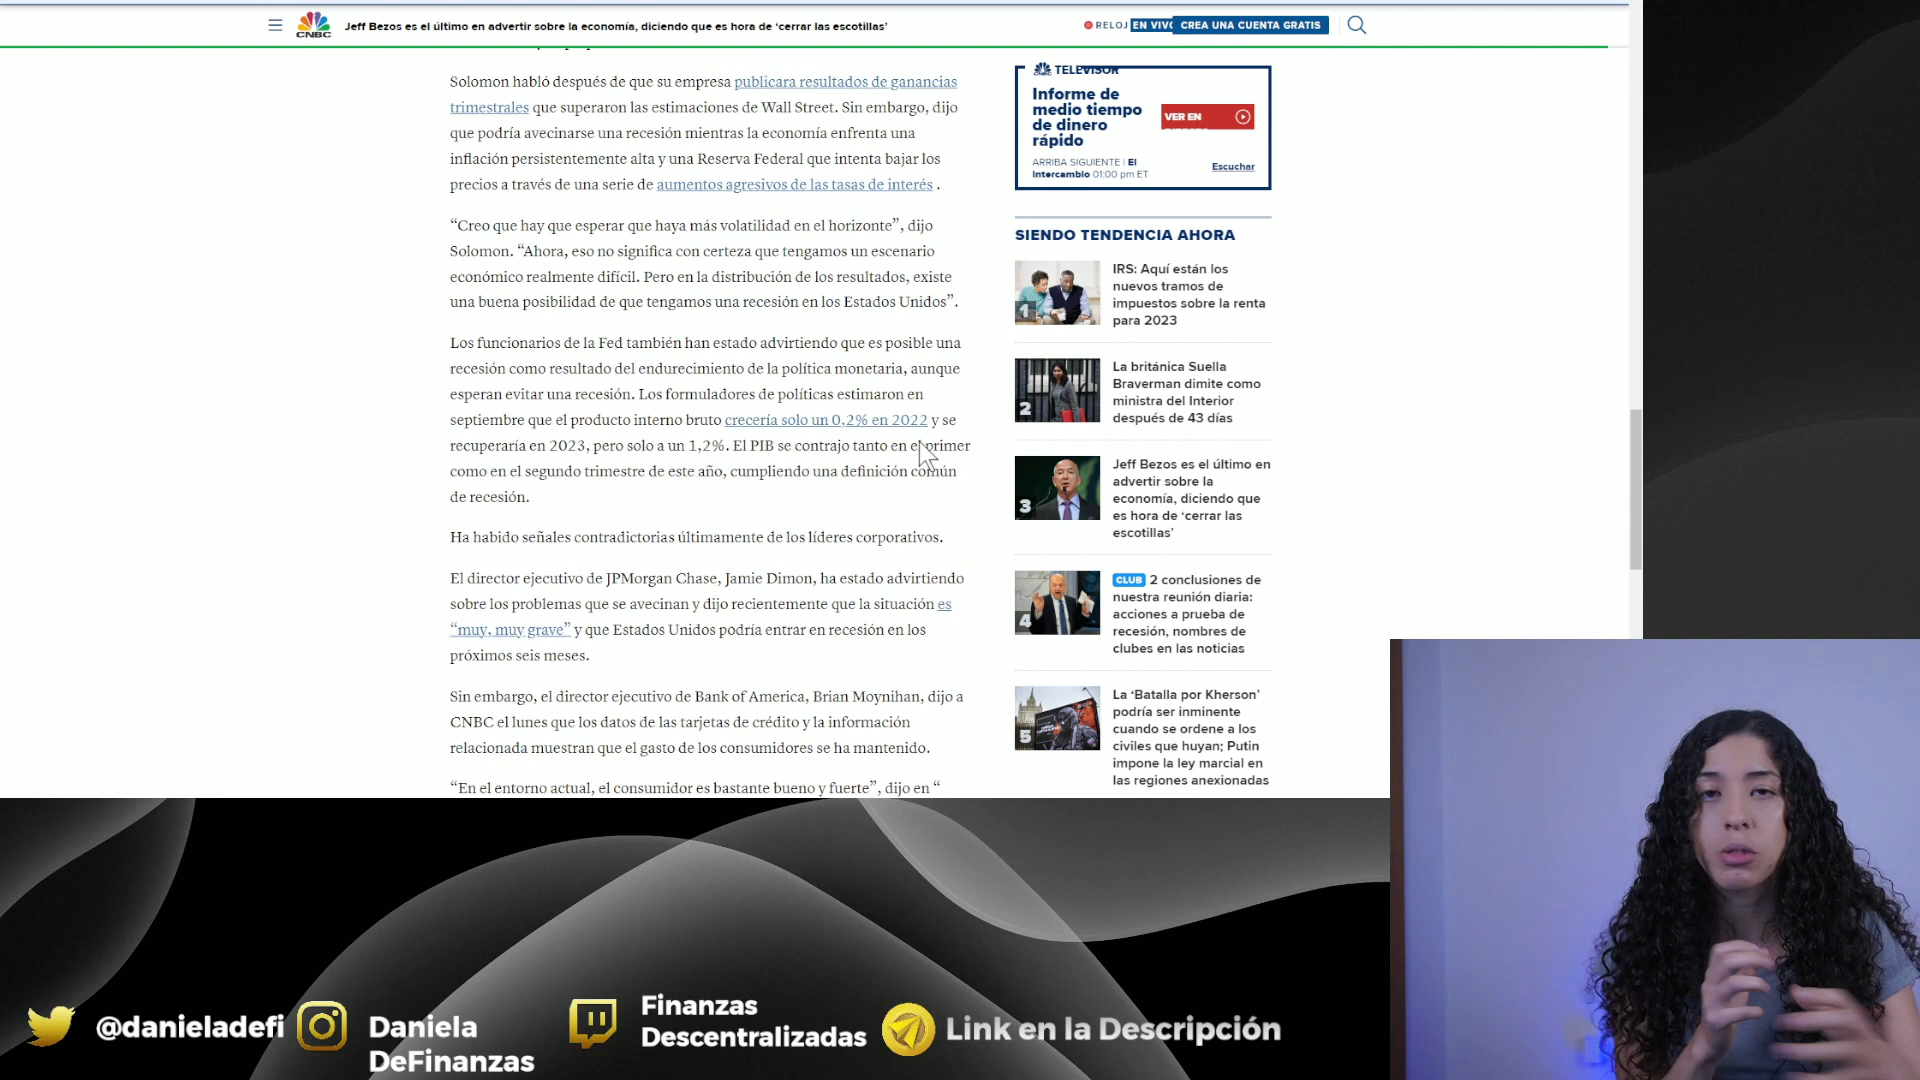 CNBC
Jeff Bezos es el último en advertir sobre la economía, diciendo que es hora de ‘cerrar las escotillas’
RELOJ EN VIVO
CREA UNA CUENTA GRATIS
Solomon habló después de que su empresa publicara resultados de ganancias
trimestrales que superaron las estimaciones de Wall Street. Sin embargo, dijo
que podría avecinarse una recesión mientras la economía enfrenta una
inflación persistentemente alta y una Reserva Federal que intenta bajar los
precios a través de una serie de aumentos agresivos de las tasas de interés .
“Creo que hay que esperar que haya más volatilidad en el horizonte”, dijo
Solomon. “Ahora, eso no significa con certeza que tengamos un escenario
económico realmente difícil. Pero en la distribución de los resultados, existe
una buena posibilidad de que tengamos una recesión en los Estados Unidos”.
Los funcionarios de la Fed también han estado advirtiendo que es posible una
recesión como resultado del endurecimiento de la política monetaria, aunque
esperan evitar una recesión. Los formuladores de políticas estimaron en
septiembre que el producto interno bruto crecería solo un 0,2% en 2022 y se
recuperaría en 2023, pero solo a un 1,2%. El PIB se contrajo tanto en el primer
como en el segundo trimestre de este año, cumpliendo una definición común
de recesión.
Ha habido señales contradictorias últimamente de los líderes corporativos.
El director ejecutivo de JPMorgan Chase, Jamie Dimon, ha estado advirtiendo
sobre los problemas que se avecinan y dijo recientemente que la situación es
“muy, muy grave” y que Estados Unidos podría entrar en recesión en los
próximos seis meses.
Sin embargo, el director ejecutivo de Bank of America, Brian Moynihan, dijo a
CNBC el lunes que los datos de las tarjetas de crédito y la información
relacionada muestran que el gasto de los consumidores se ha mantenido.
“En el entorno actual, el consumidor es bastante bueno y fuerte”, dijo en “
TELEVISOR
Informe de
medio tiempo
de dinero
rápido
VER EN
ARRIBA SIGUIENTE | El
Intercambio 01:00 pm ET
Escuchar
SIENDO TENDENCIA AHORA
1
IRS: Aquí están los
nuevos tramos de
impuestos sobre la renta
para 2023
2
La británica Suella
Braverman dimite como
ministra del Interior
después de 43 días
3
Jeff Bezos es el último en
advertir sobre la
economía, diciendo que
es hora de ‘cerrar las
escotillas’
4
CLUB 2 conclusiones de
nuestra reunión diaria:
acciones a prueba de
recesión, nombres de
clubes en las noticias
5
La ‘Batalla por Kherson’
podría ser inminente
cuando se ordene a los
civiles que huyan; Putin
impone la ley marcial en
las regiones anexionadas
@danieladefi
Daniela
DeFinanzas
Finanzas
Descentralizadas
Link en la Descripción